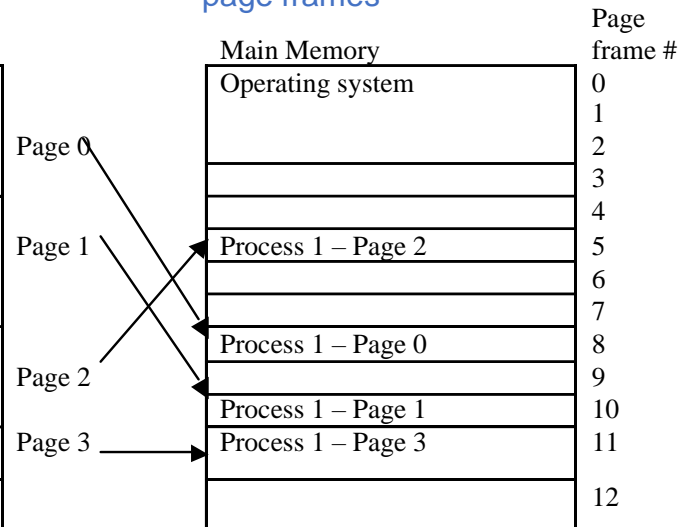 page frames
Page
Main Memory frame #
Operating system 0
1
Page 0 2
3
4
Page 1 Process 1 – Page 2 5
6
7
Process 1 – Page 0 8
Page 2 9
Process 1 – Page 1 10
Page 3 Process 1 – Page 3 11
12